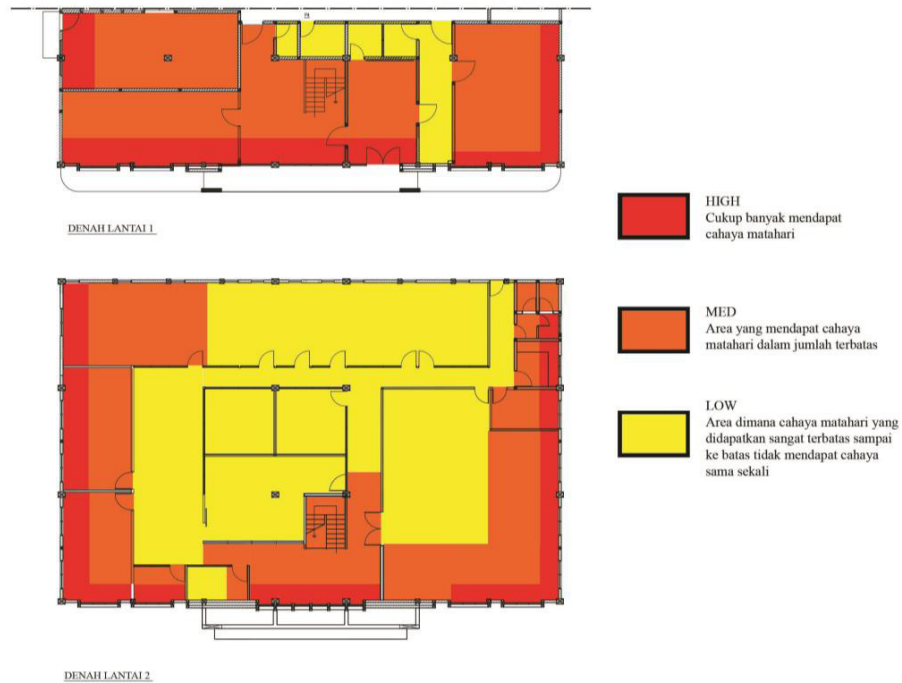 DENAH LANTAI 1
HIGH
Cukup banyak mendapat
cahaya matahari
MED
Area yang mendapat cahaya
matahari dalam jumlah terbatas
LOW
Area dimana cahaya matahari yang
didapatkan sangat terbatas sampai
ke batas tidak mendapat cahaya
sama sekali
DENAH LANTAI 2